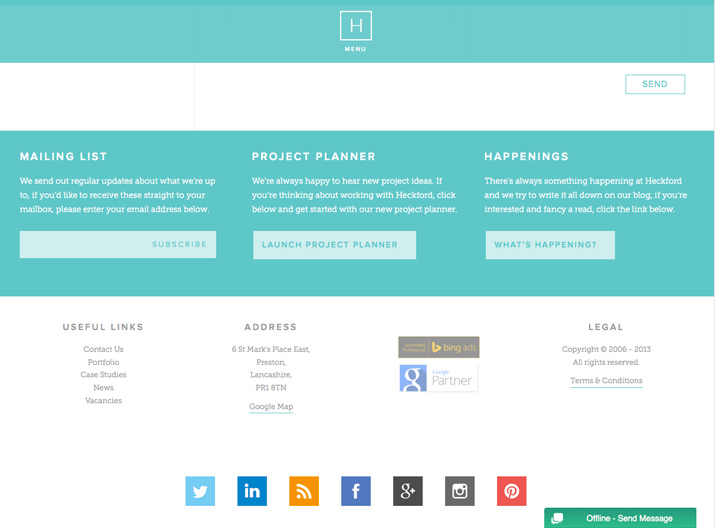 H
MENU
SEND
MAILING LIST
We send out regular updates about what we're up
to, if you'd like to receive these straight to your
mailbox, please enter your email address below.
SUBSCRIBE
PROJECT PLANNER
We're always happy to hear new project ideas. If
you're thinking about working with Heckford, click
below and get started with our new project planner.
LAUNCH PROJECT PLANNER
HAPPENINGS
There's always something happening at Heckford
and we try to write it all down on our blog, if you're
interested and fancy a read, click the link below.
WHAT'S HAPPENING?
USEFUL LINKS
Contact Us
Portfolio
Case Studies
News
Vacancies
ADDRESS
6 St Mark's Place East,
Preston,
Lancashire,
PR1 8TN
Google Map
Accredited
Professional
bing ads
g
Google
Partner
LEGAL
Copyright © 2006 - 2013
All rights reserved.
Terms & Conditions
in
f
g+
Offline - Send Message